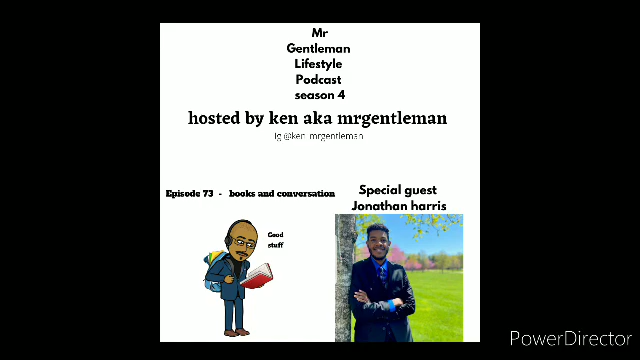 Mr
Gentleman
Lifestyle
Podcast
season 4
hosted by ken aka mrgentleman
Ig @ken_mrgentleman
Episode 73 - books and conversation
Special guest
Jonathan harris
Good
stuff
PowerDirector